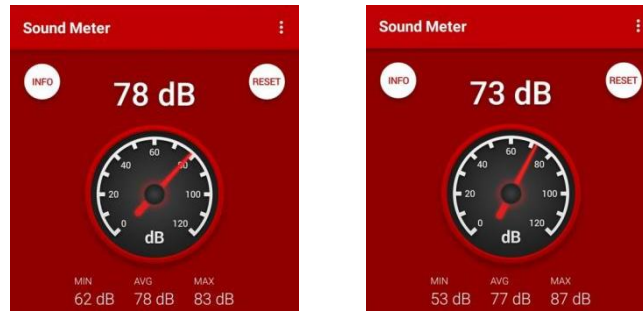 Sound Meter
INFO
RESET
78 dB
60
40
80
20
100
0
120
dB
MIN AVG MAX
62 dB 78 dB 83 dB
Sound Meter
INFO
RESET
73 dB
60
40
80
20
100
0
120
dB
MIN AVG MAX
53 dB 77 dB 87 dB